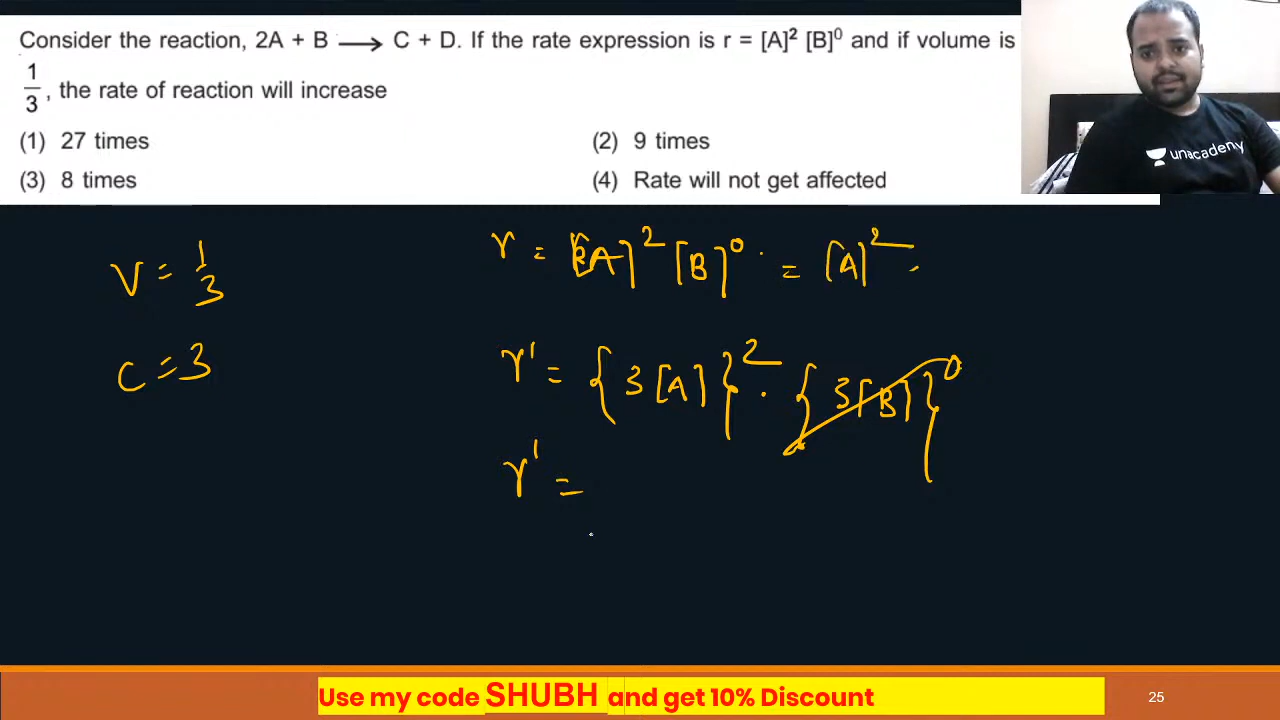 Consider the reaction, 2A + B ⟶ C + D. If the rate expression is r = [A]² [B]⁰ and if volume is
1/3, the rate of reaction will increase
(1) 27 times (2) 9 times
(3) 8 times (4) Rate will not get affected
unacademy
V = 1/3
r = [A]² [B]⁰ · = [A]²
C = 3
r' = {3[A]}² · {3[B]}⁰
r' =
Use my code SHUBH and get 10% Discount
25